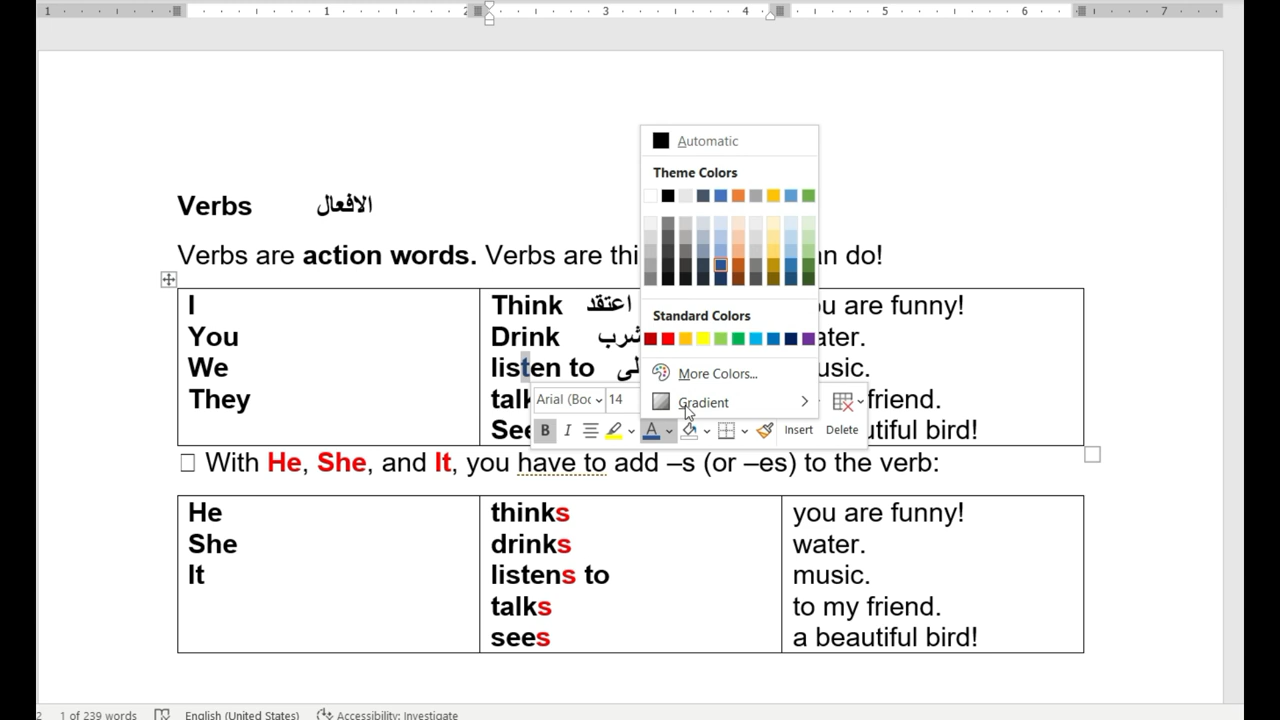 1 1 2 3 4 5 6 7
Verbs الافعال
Verbs are action words. Verbs are thi
n do!
I
You
We
They
Think اعتقد
Drink
listen to
talk
See
u are funny!
ater.
usic.
friend.
utiful bird!
Automatic
Theme Colors
Standard Colors
More Colors...
Gradient
Arial (Boc 14
B I A Insert Delete
With He, She, and It, you have to add –s (or –es) to the verb:
He
She
It
thinks
drinks
listens to
talks
sees
you are funny!
water.
music.
to my friend.
a beautiful bird!
2 1 of 239 words English (United States) Accessibility: Investigate